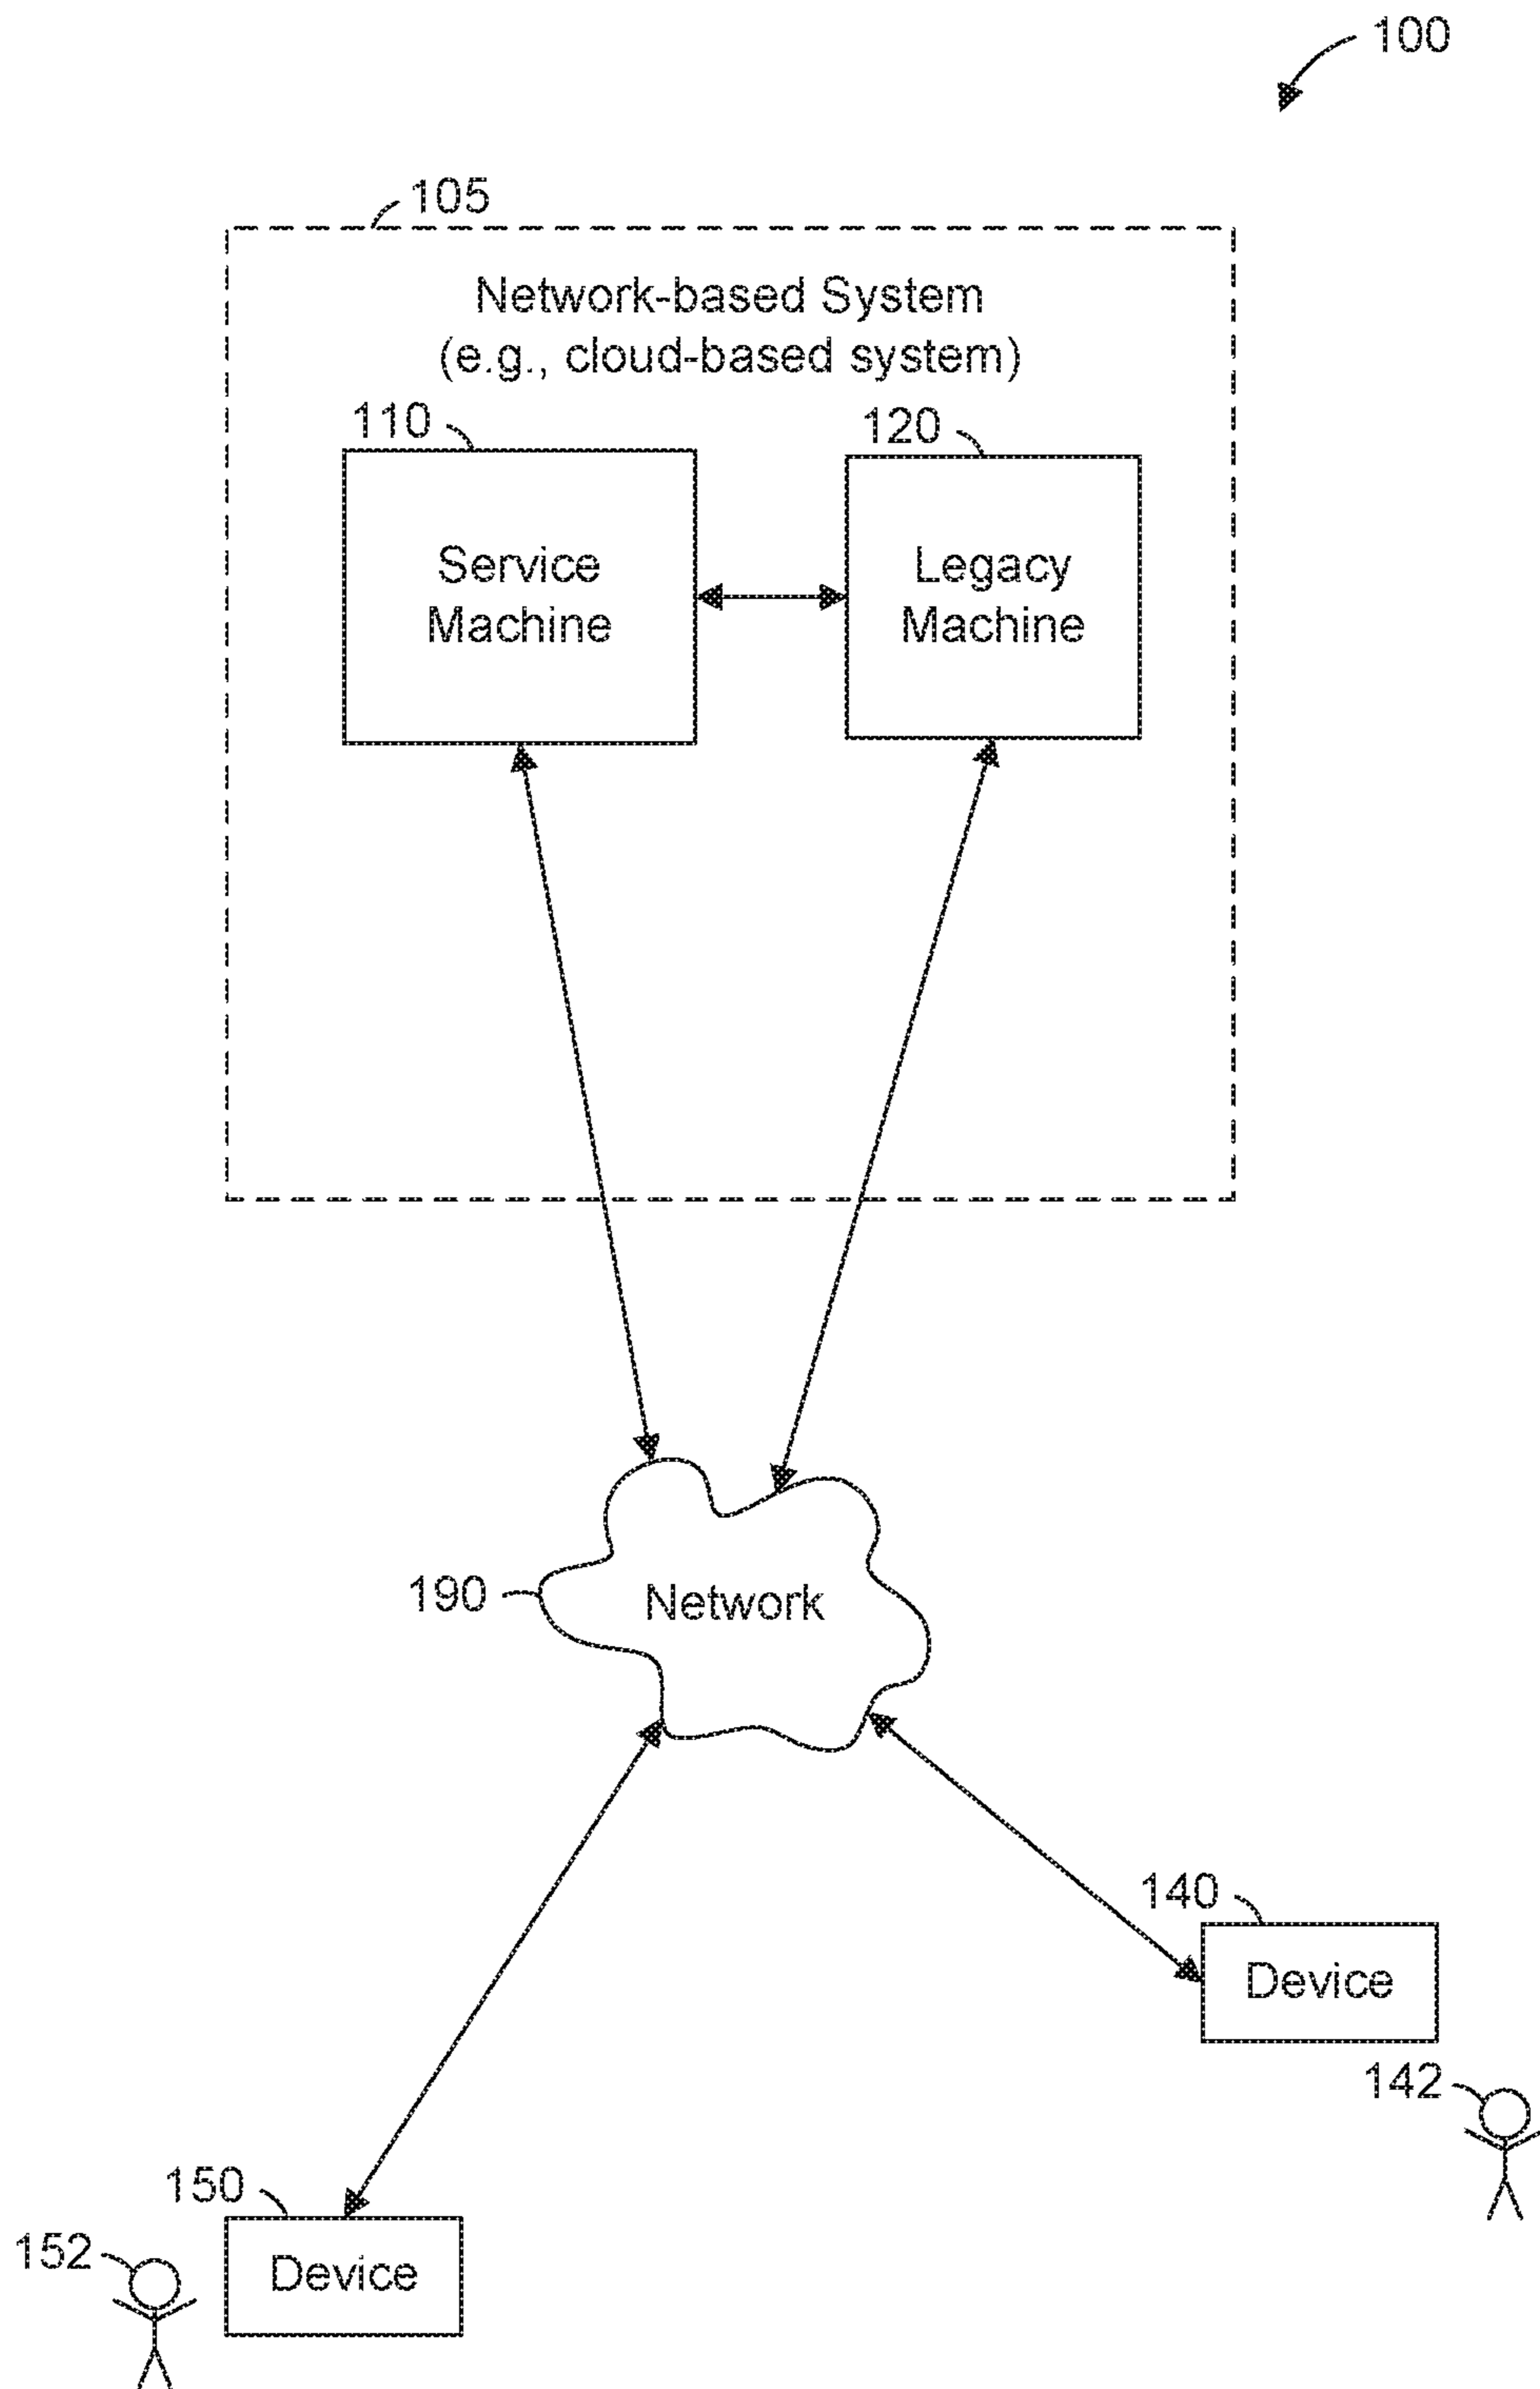 100
105
Network-based System
(e.g., cloud-based system)
110
120
Service
Machine
Legacy
Machine
190
Network
140
Device
142
150
152
Device